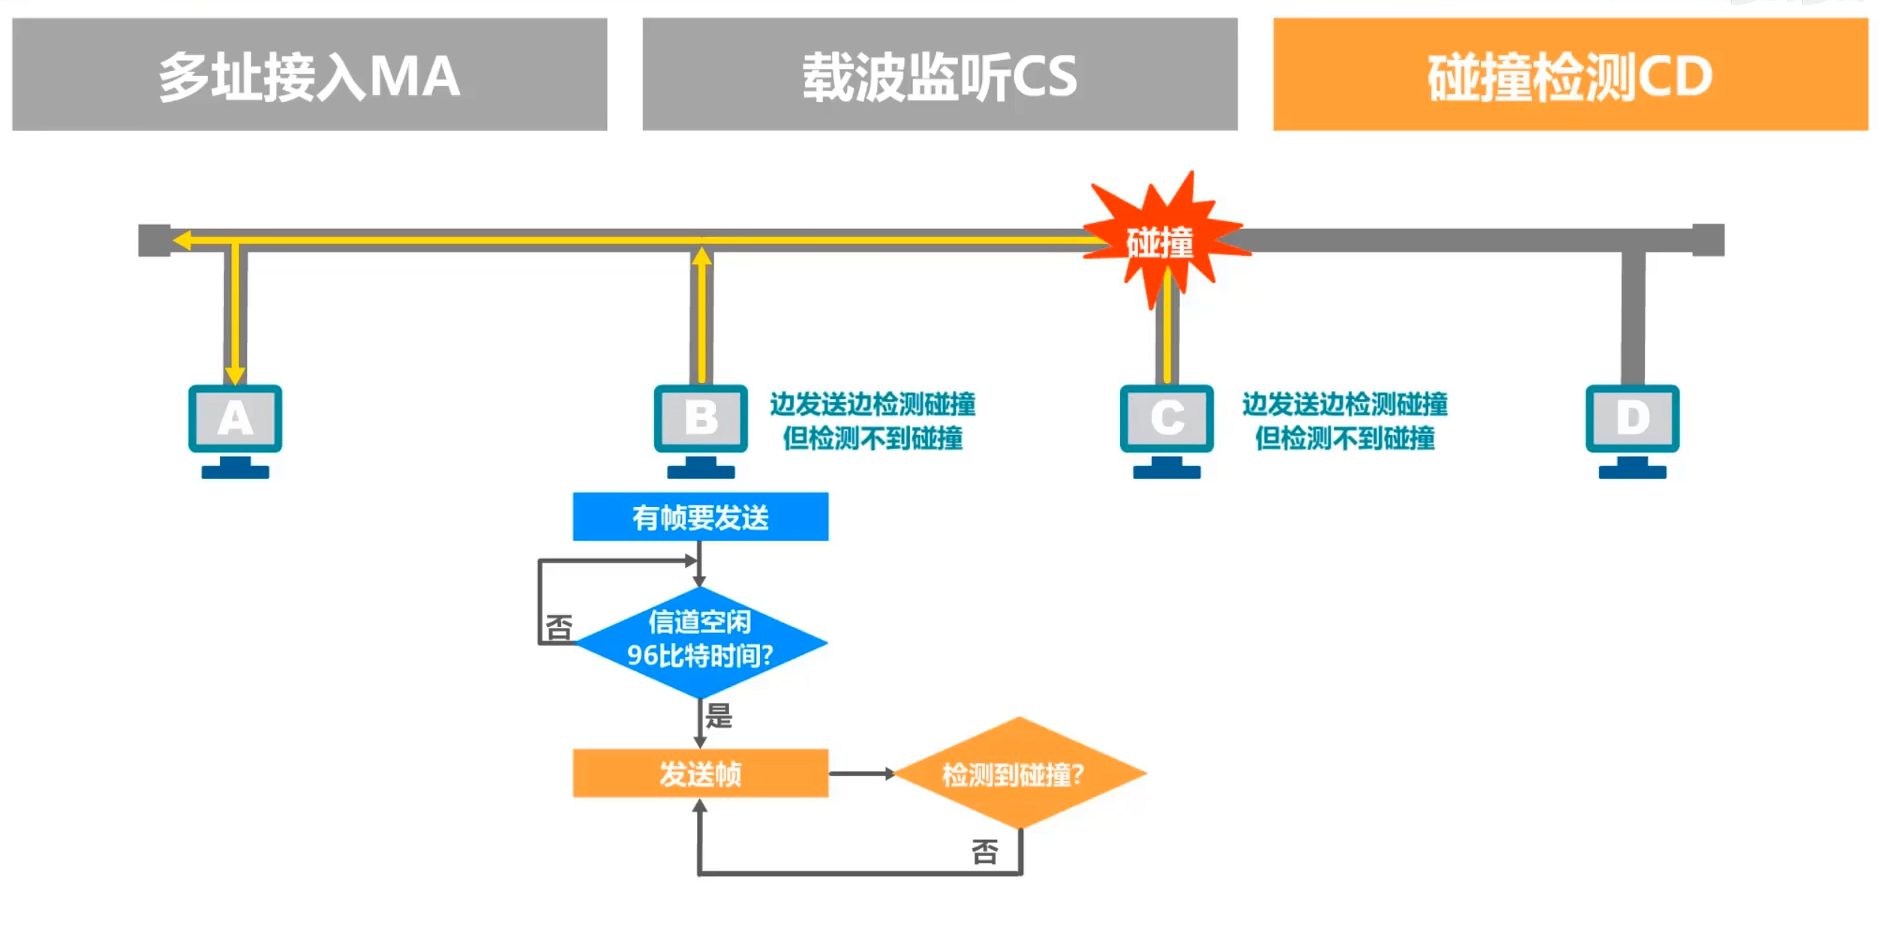 多址接入MA
载波监听CS
碰撞检测CD
碰撞
A
B
边发送边检测碰撞
但检测不到碰撞
C
边发送边检测碰撞
但检测不到碰撞
D
有帧要发送
信道空闲
96比特时间?
否
是
发送帧
检测到碰撞?
否